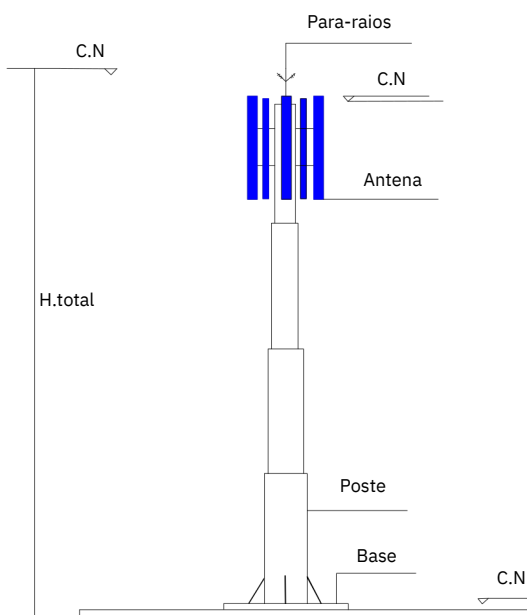 Para-raios
C.N
C.N
Antena
H.total
Poste
Base
C.N